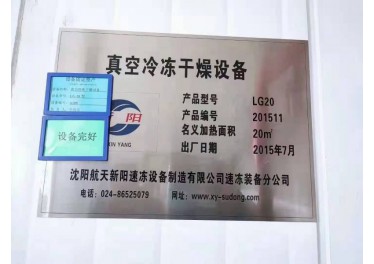 真空冷冻干燥设备
产品型号 LG20
产品编号 201511
名义加热面积 20㎡
出厂日期 2015年7月
阳
XIN YANG
设备完好
沈阳航天新阳速冻设备制造有限公司速冻装备分公司
电话：024-86525079 网址：www.xy-sudong.com